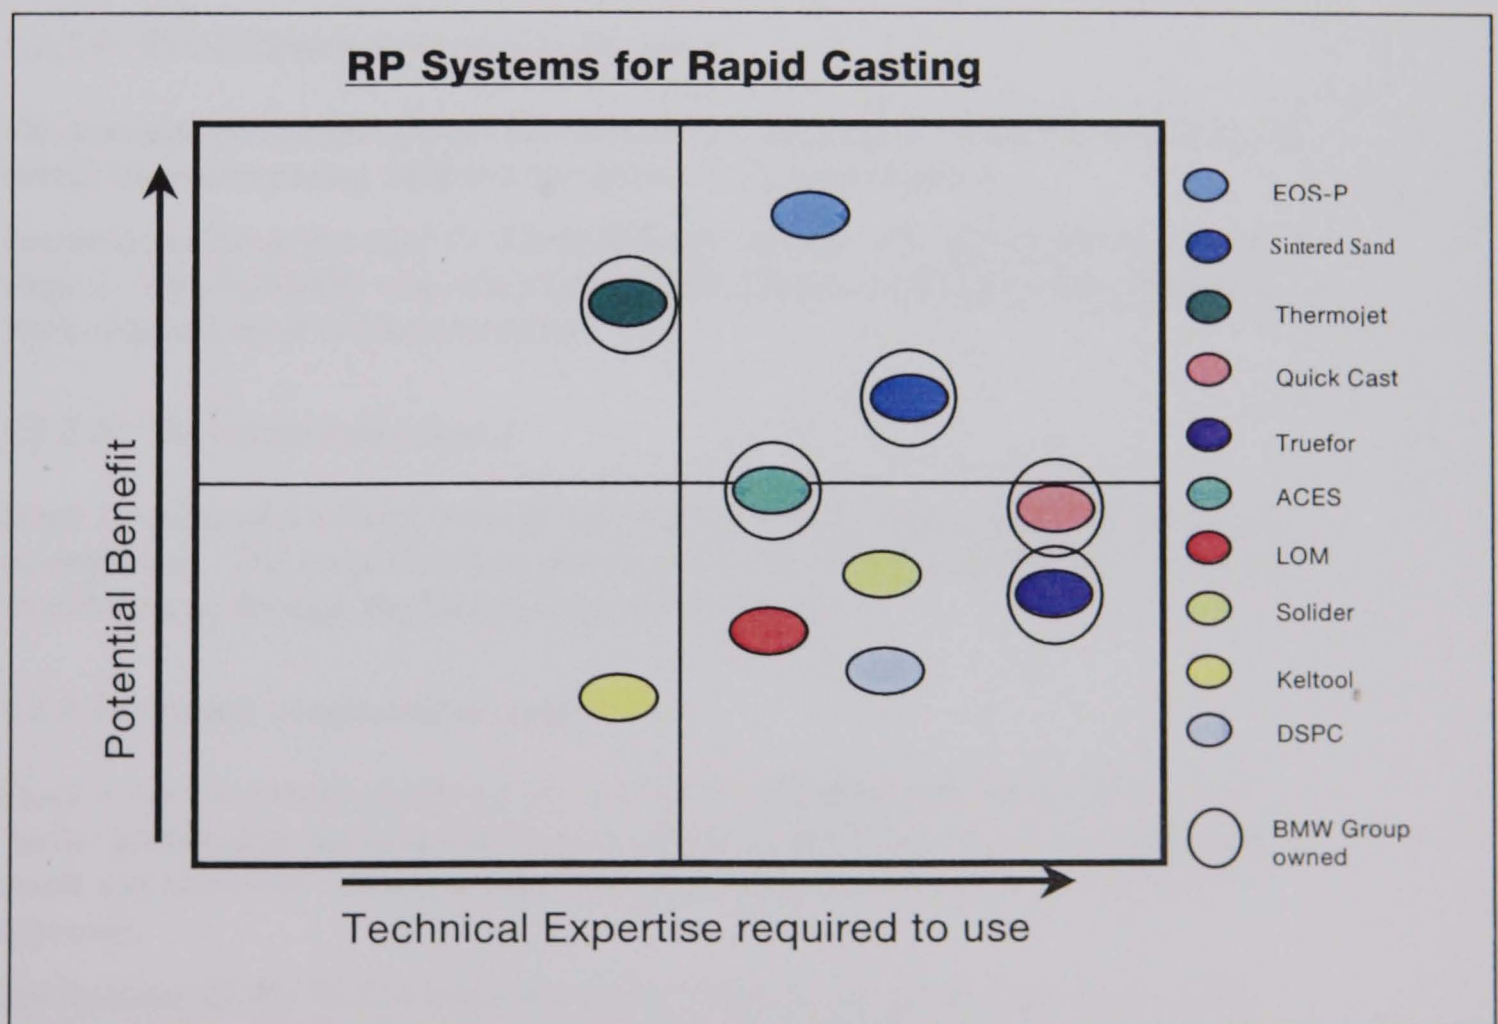 RP Systems for Rapid Casting
Potential Benefit
EOS-P
Sintered Sand
Thermojet
Quick Cast
Truefor
ACES
LOM
Solider
Keltool
DSPC
BMW Group
owned
Technical Expertise required to use